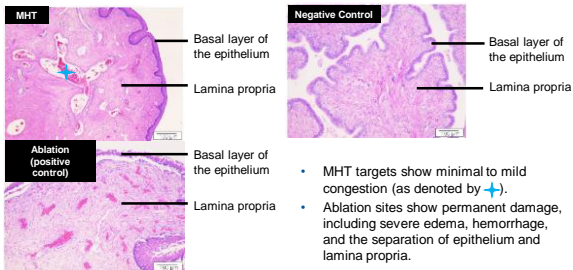 MHT
Basal layer of
the epithelium
Lamina propria
Negative Control
Basal layer of
the epithelium
Lamina propria
Ablation
(positive
control)
Basal layer of
the epithelium
Lamina propria
• MHT targets show minimal to mild
congestion (as denoted by ).
• Ablation sites show permanent damage,
including severe edema, hemorrhage,
and the separation of epithelium and
lamina propria.